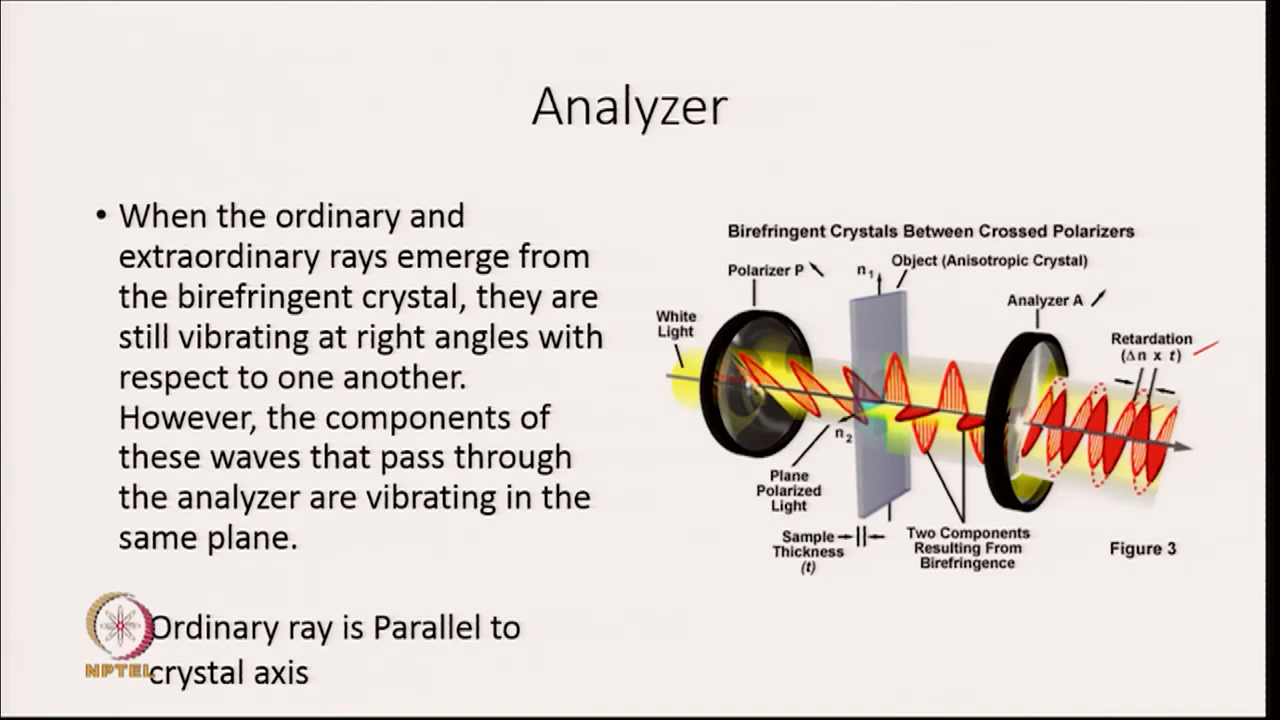 Analyzer
• When the ordinary and
extraordinary rays emerge from
the birefringent crystal, they are
still vibrating at right angles with
respect to one another.
However, the components of
these waves that pass through
the analyzer are vibrating in the
same plane.
Ordinary ray is Parallel to
crystal axis
NPTEL
Birefringent Crystals Between Crossed Polarizers
Polarizer P
n1
Object (Anisotropic Crystal)
Analyzer A
White
Light
Retardation
(Δn x t)
n2
Plane
Polarized
Light
Sample
Thickness
(t)
Two Components
Resulting From
Birefringence
Figure 3